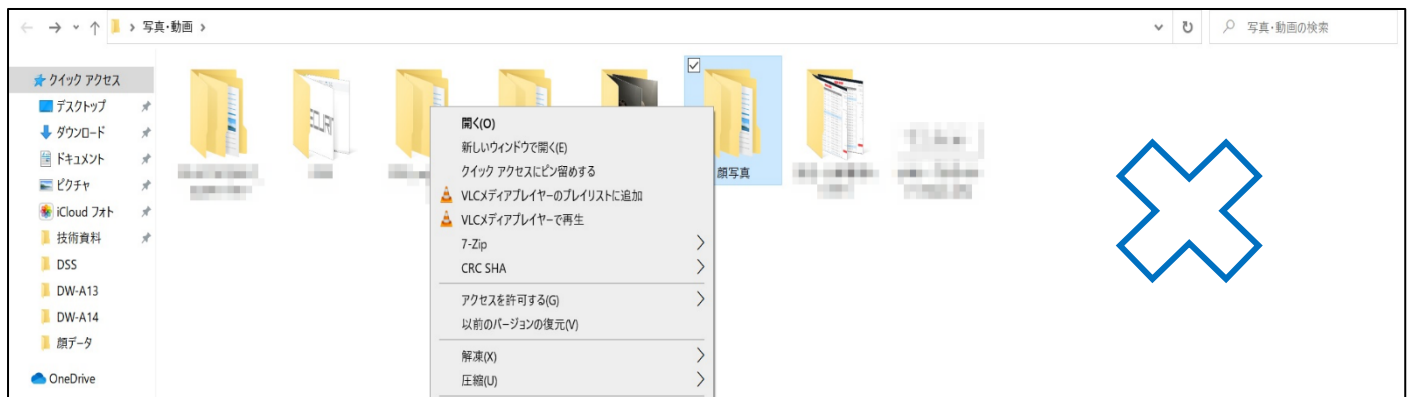 写真・動画
写真・動画の検索
クイック アクセス
デスクトップ
ダウンロード
ドキュメント
ピクチャ
iCloud フォト
技術資料
DSS
DW-A13
DW-A14
顔データ
OneDrive
顔写真
開く(O)
新しいウィンドウで開く(E)
クイック アクセスにピン留めする
VLCメディアプレイヤーのプレイリストに追加
VLCメディアプレイヤーで再生
7-Zip
CRC SHA
アクセスを許可する(G)
以前のバージョンの復元(V)
解凍(X)
圧縮(U)